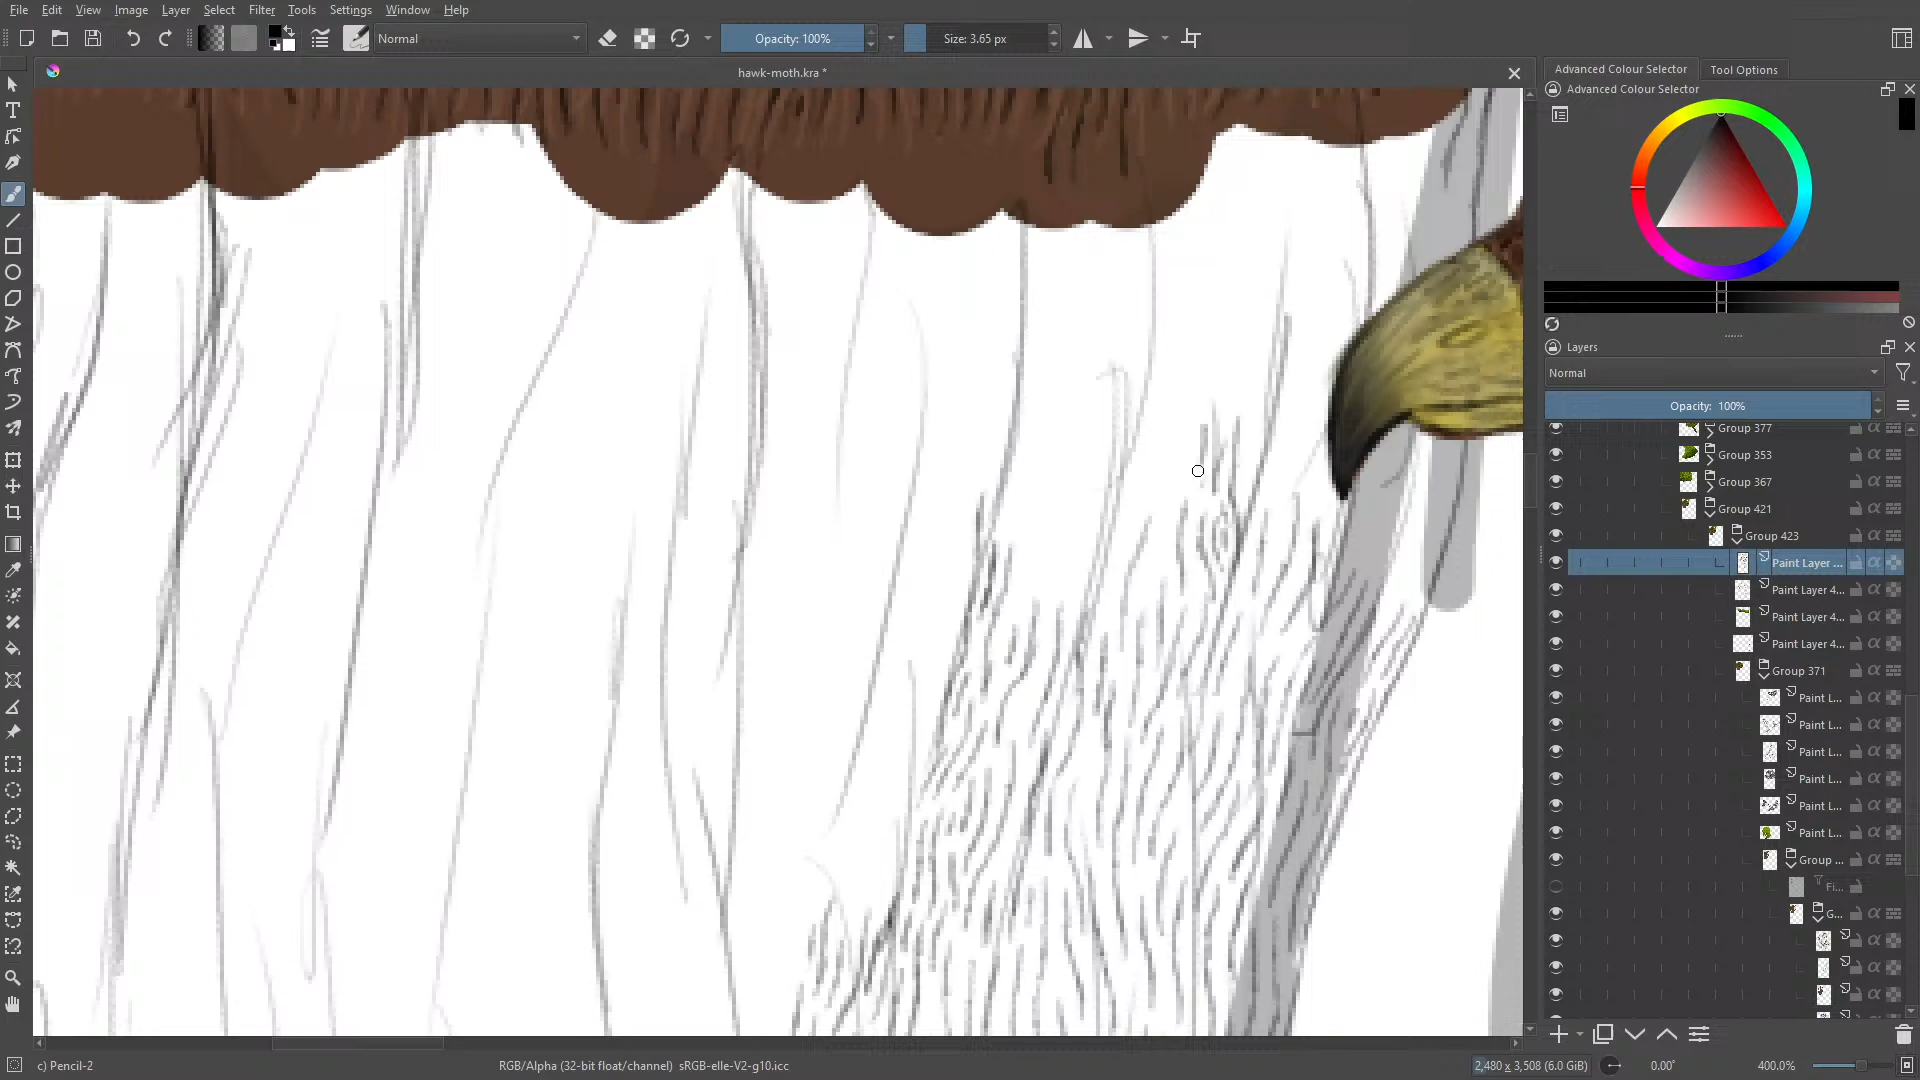 File Edit View Image Layer Select Filter Tools Settings Window Help
Normal Opacity: 100% Size: 3.65 px
hawk-moth.kra *
Advanced Colour Selector Tool Options
Advanced Colour Selector
Layers
Normal
Opacity: 100%
Group 377
Group 353
Group 367
Group 421
Group 423
Paint Layer ...
Paint Layer 4...
Paint Layer 4...
Paint Layer 4...
Group 371
Paint L...
Paint L...
Paint L...
Paint L...
Paint L...
Paint L...
Group ...
Fi...
G...
c) Pencil-2 RGB/Alpha (32-bit float/channel) sRGB-elle-V2-g10.icc 2,480 x 3,508 (6.0 GiB) 0.00° 400.0%